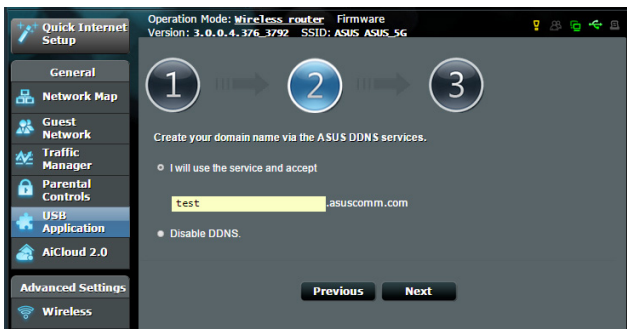 Quick Internet
Setup
Operation Mode: Wireless router Firmware
Version: 3.0.0.4.376_3792 SSID: ASUS ASUS_5G
General
Network Map
Guest
Network
Traffic
Manager
Parental
Controls
USB
Application
AiCloud 2.0
Advanced Settings
Wireless
1
2
3
Create your domain name via the ASUS DDNS services.
I will use the service and accept
test .asuscomm.com
Disable DDNS.
Previous Next